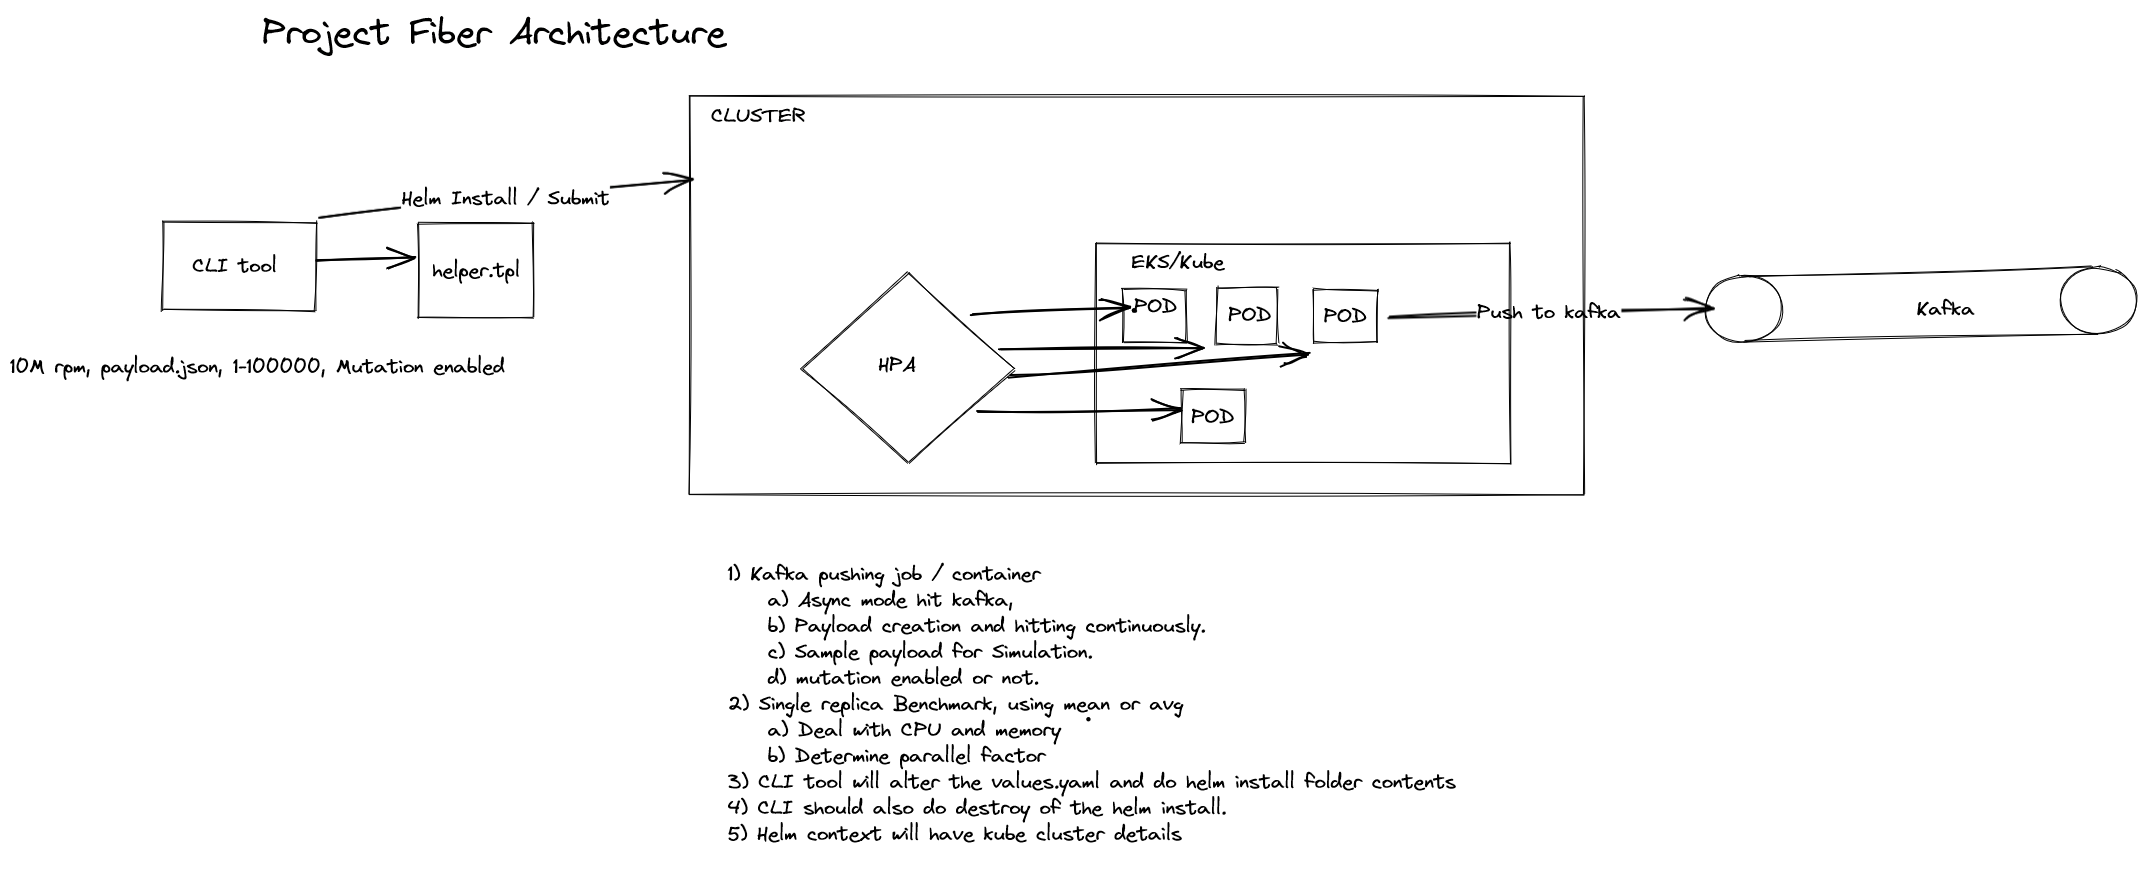 Project Fiber Architecture
CLUSTER
Helm Install / Submit
CLI tool
helper.tpl
10M rpm, payload.json, 1-100000, Mutation enabled
HPA
EKS/Kube
POD
POD
POD
POD
Push to kafka
Kafka
1) Kafka pushing job / container
a) Async mode hit kafka,
b) Payload creation and hitting continuously.
c) Sample payload for Simulation.
d) mutation enabled or not.
2) Single replica Benchmark, using mean or avg
a) Deal with CPU and memory
b) Determine parallel factor
3) CLI tool will alter the values.yaml and do helm install folder contents
4) CLI should also do destroy of the helm install.
5) Helm context will have kube cluster details